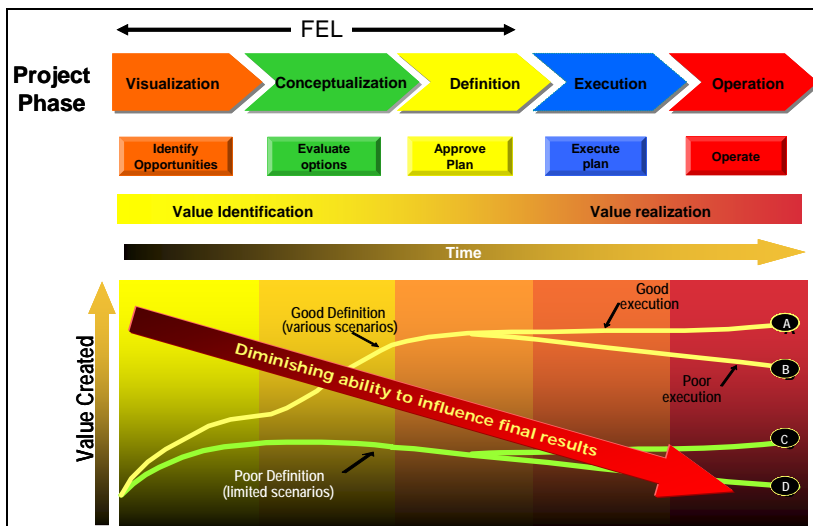 FEL
Project
Phase
Visualization
Conceptualization
Definition
Execution
Operation
Identify
Opportunities
Evaluate
options
Approve
Plan
Execute
plan
Operate
Value Identification
Value realization
Time
Value Created
Good Definition
(various scenarios)
Good
execution
A
B
Poor
execution
Diminishing ability to influence final results
Poor Definition
(limited scenarios)
C
D